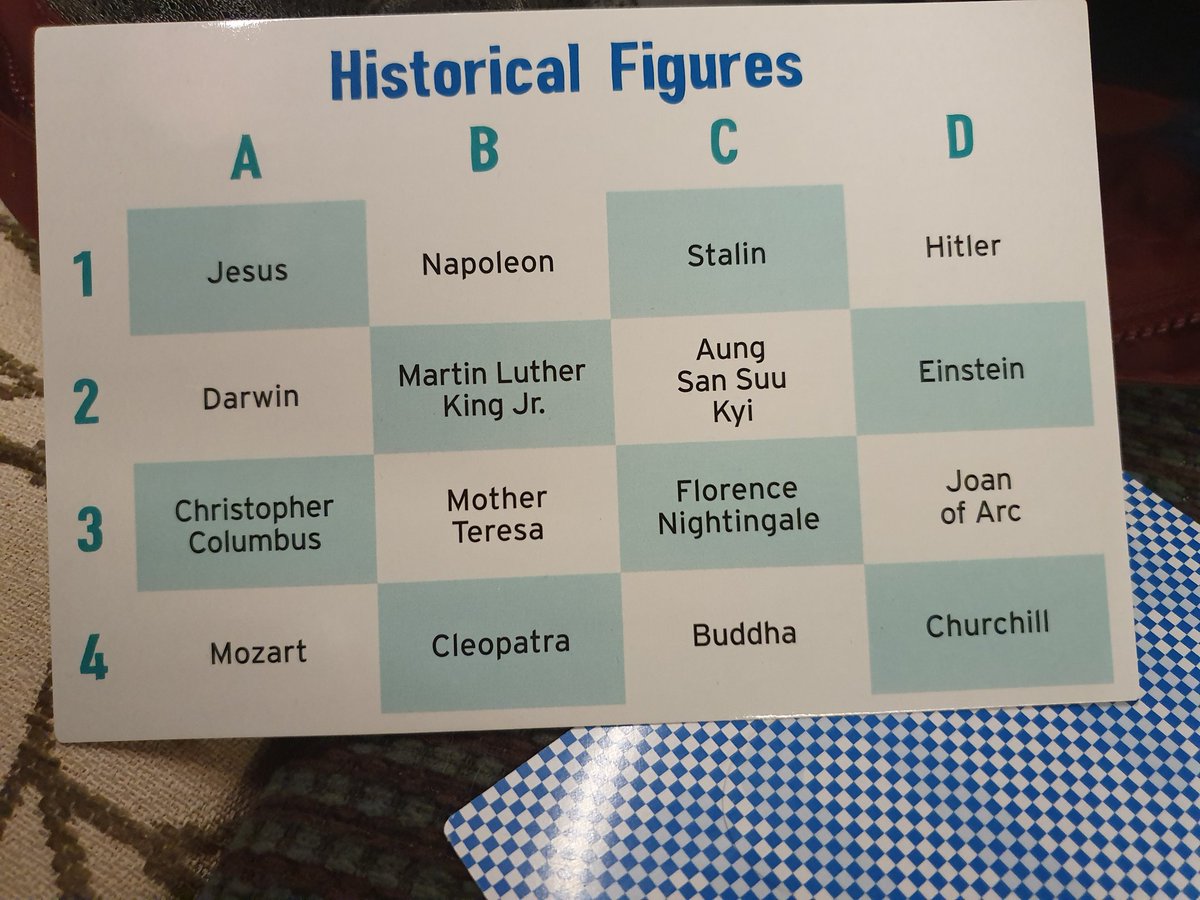 Historical Figures
A B C D
1 Jesus Napoleon Stalin Hitler
2 Darwin Martin Luther King Jr. Aung San Suu Kyi Einstein
3 Christopher Columbus Mother Teresa Florence Nightingale Joan of Arc
4 Mozart Cleopatra Buddha Churchill